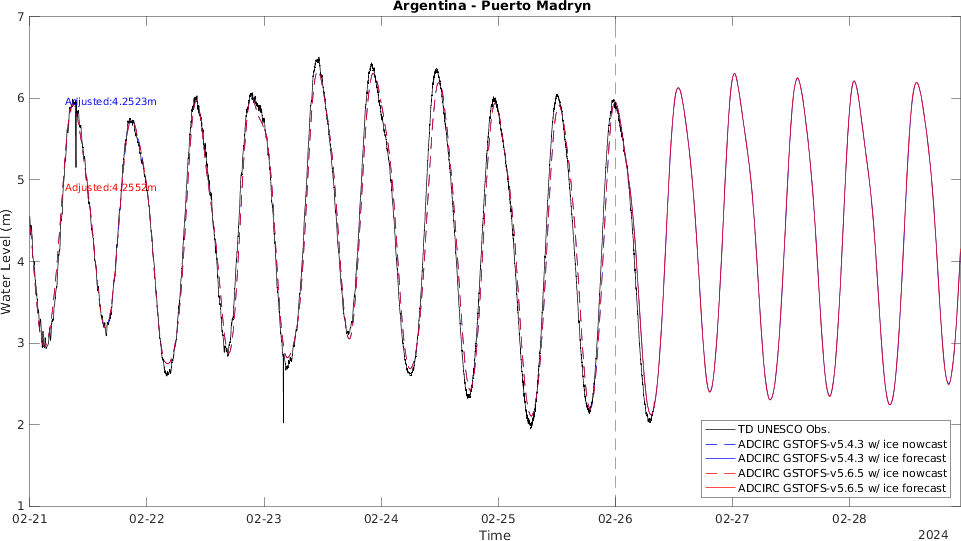 Argentina - Puerto Madryn
7
6
5
4
3
2
1
Water Level (m)
Adjusted:4.2523m
Adjusted:4.2552m
TD UNESCO Obs.
ADCIRC GSTOFS-v5.4.3 w/ ice nowcast
ADCIRC GSTOFS-v5.4.3 w/ ice forecast
ADCIRC GSTOFS-v5.6.5 w/ ice nowcast
ADCIRC GSTOFS-v5.6.5 w/ ice forecast
02-21 02-22 02-23 02-24 02-25 02-26 02-27 02-28
Time
2024